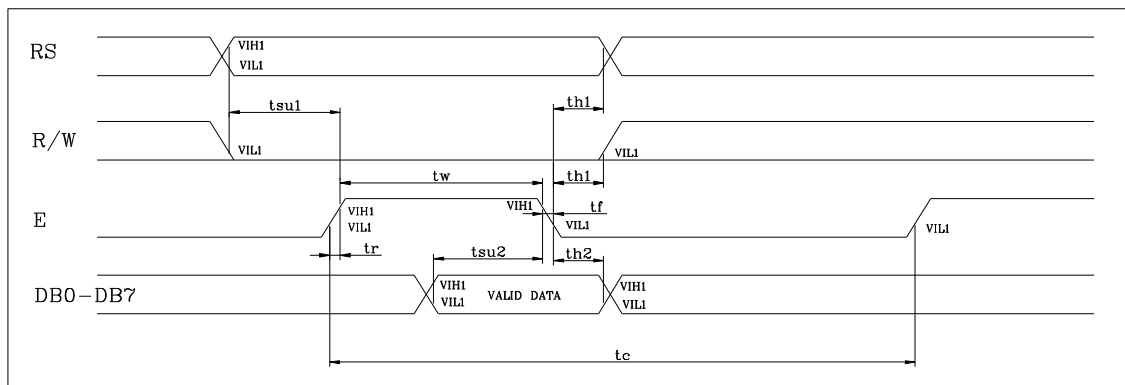 RS
VIH1
VIL1
tsu1
th1
R/W
VIL1
VIL1
tw
th1
E
VIH1
VIL1
VIH1
tf
VIL1
VIL1
tr
tsu2
th2
DB0-DB7
VIH1
VIL1
VALID DATA
VIH1
VIL1
tc